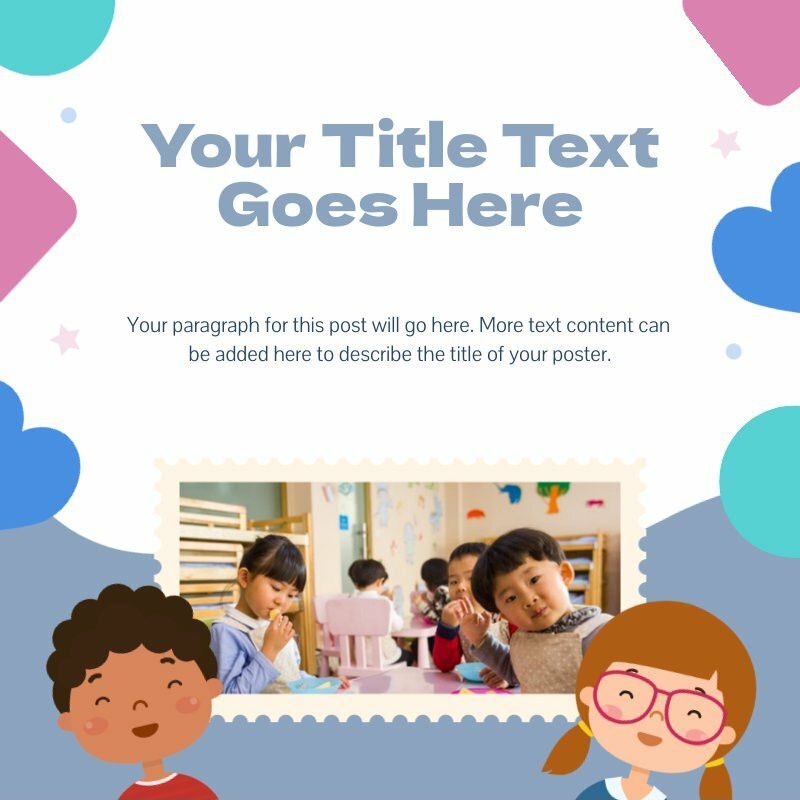 Your Title Text
Goes Here
Your paragraph for this post will go here. More text content can
be added here to describe the title of your poster.